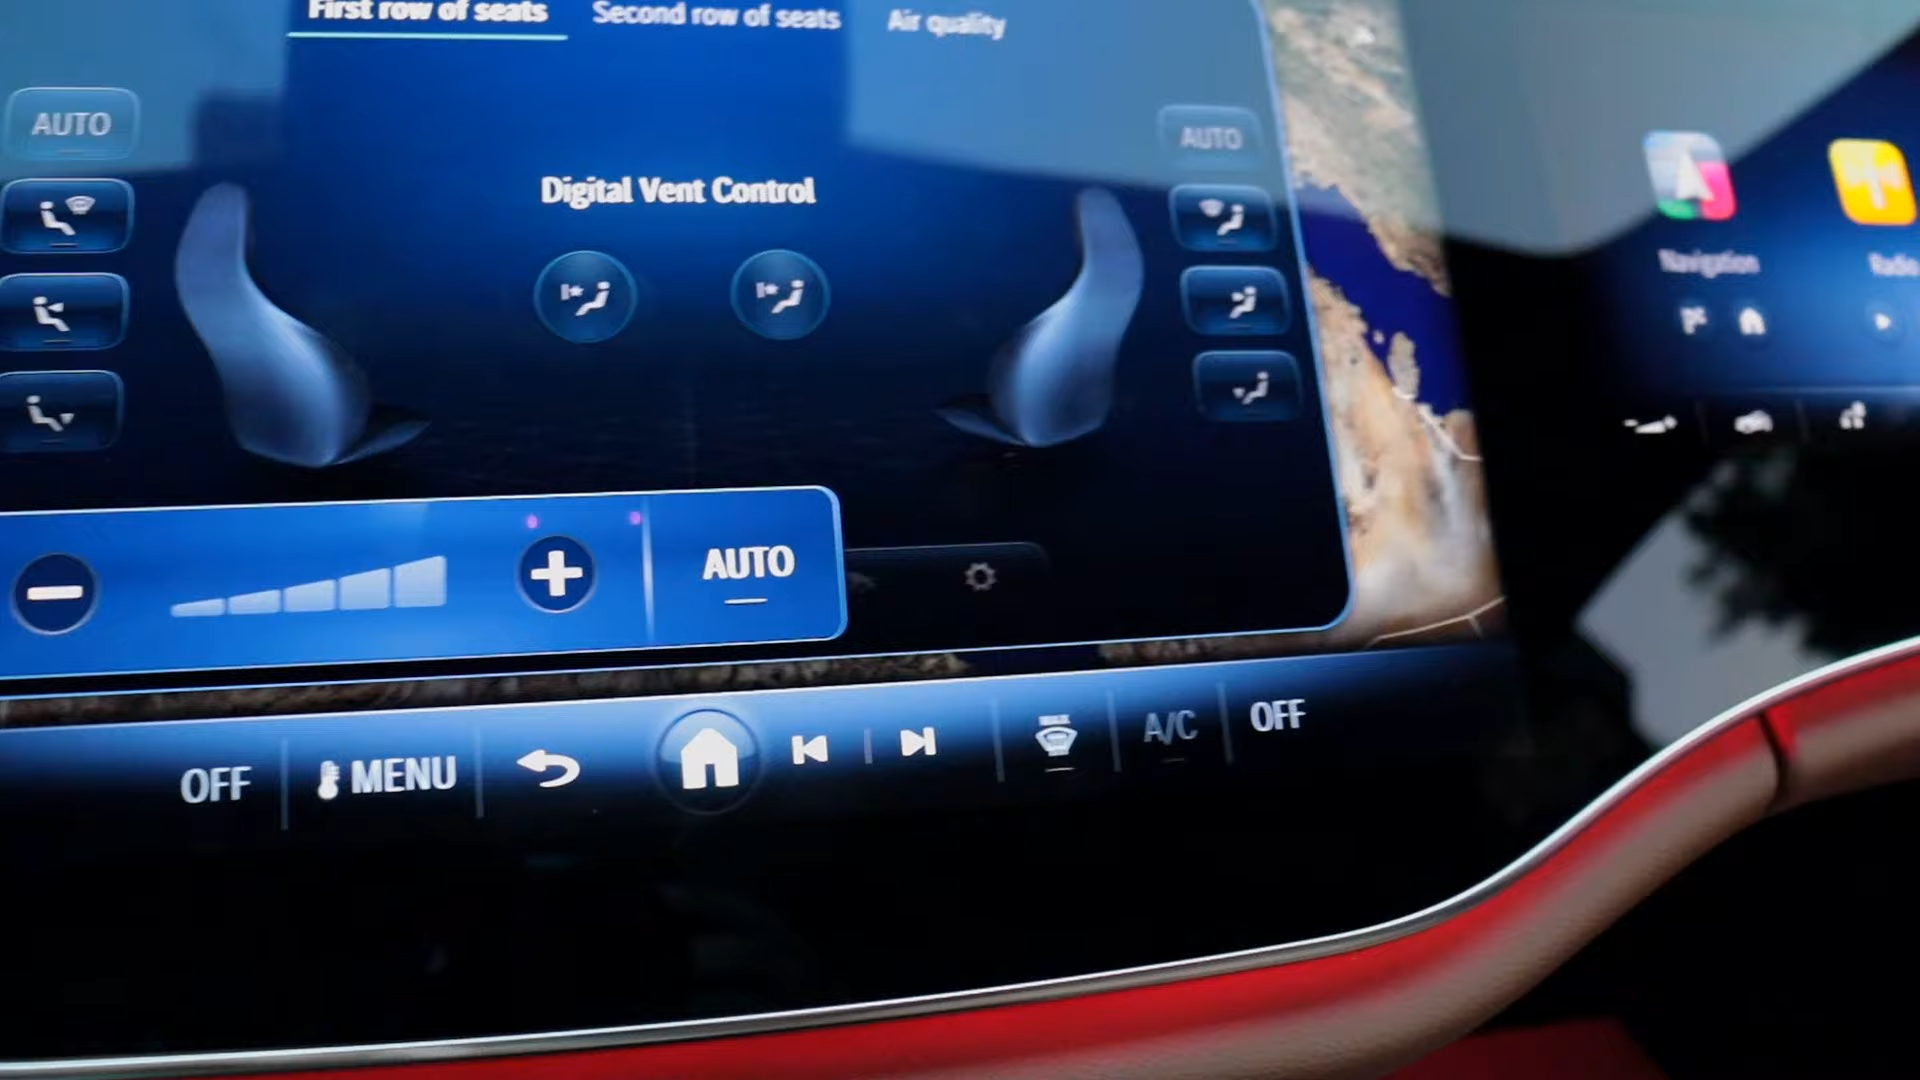 First row of seats
Second row of seats
Air quality
AUTO
AUTO
Digital Vent Control
Navigation
Radio
AUTO
OFF
MENU
MAX
A/C
OFF